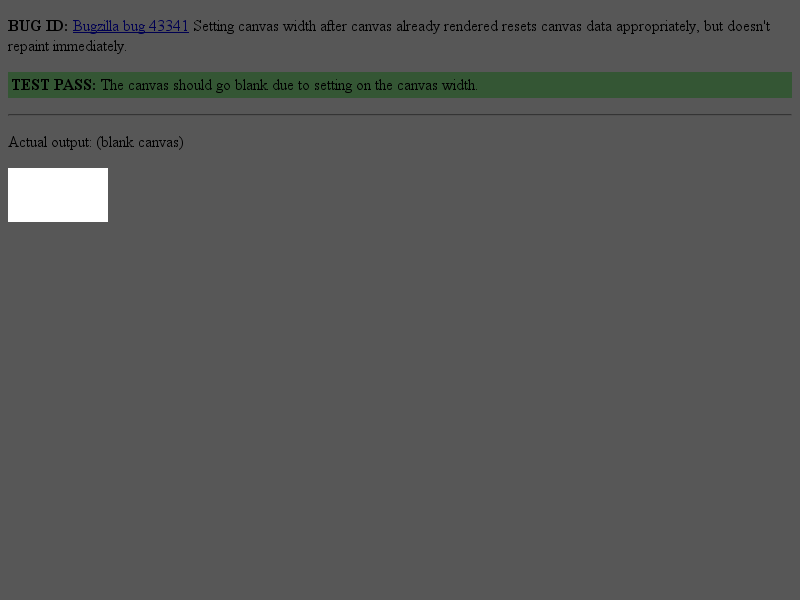 BUG ID: Bugzilla bug 43341 Setting canvas width after canvas already rendered resets canvas data appropriately, but doesn't
repaint immediately.
TEST PASS: The canvas should go blank due to setting on the canvas width.
Actual output: (blank canvas)